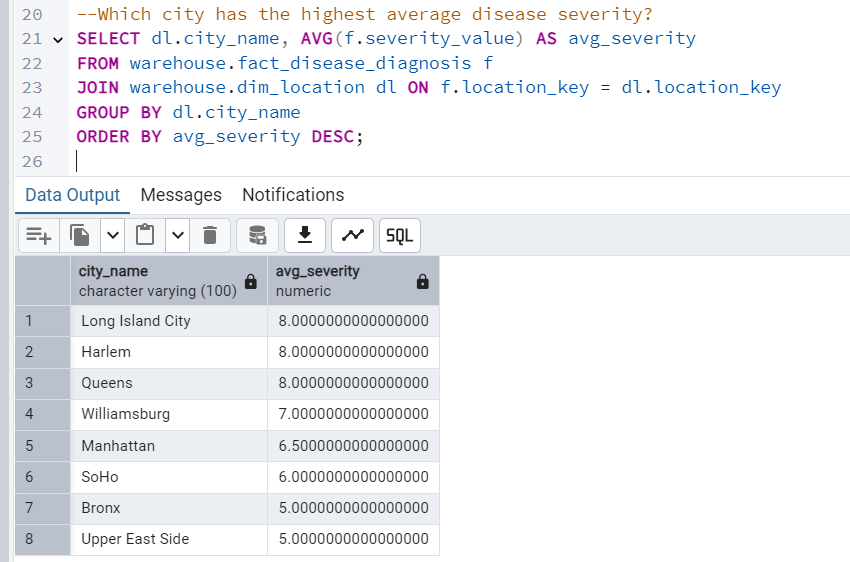 20 --Which city has the highest average disease severity?
21 SELECT dl.city_name, AVG(f.severity_value) AS avg_severity
22 FROM warehouse.fact_disease_diagnosis f
23 JOIN warehouse.dim_location dl ON f.location_key = dl.location_key
24 GROUP BY dl.city_name
25 ORDER BY avg_severity DESC;
26
Data Output Messages Notifications
SQL
city_name avg_severity
character varying (100) numeric
1 Long Island City 8.0000000000000000
2 Harlem 8.0000000000000000
3 Queens 8.0000000000000000
4 Williamsburg 7.0000000000000000
5 Manhattan 6.5000000000000000
6 SoHo 6.0000000000000000
7 Bronx 5.0000000000000000
8 Upper East Side 5.0000000000000000